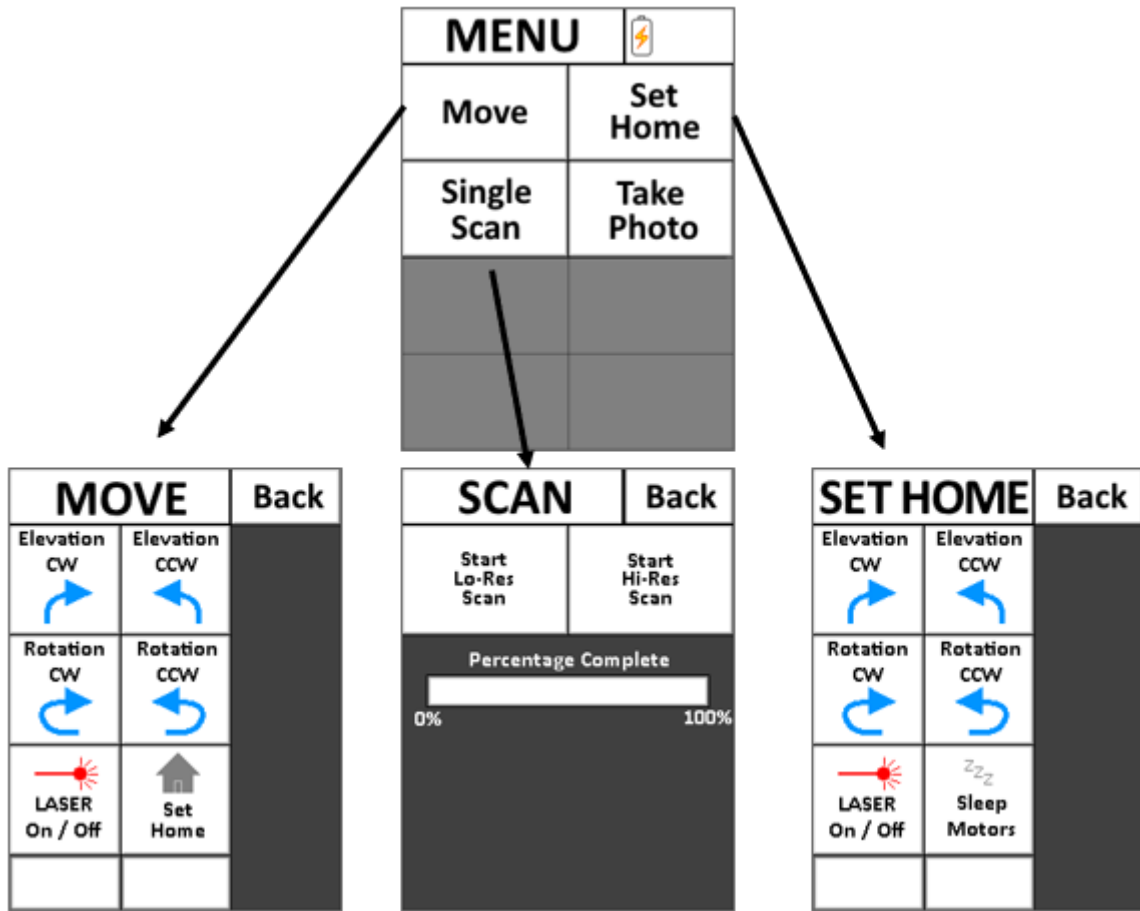 MENU
Move
Set
Home
Single
Scan
Take
Photo
MOVE
Back
Elevation
CW
Elevation
CCW
Rotation
CW
Rotation
CCW
LASER
On / Off
Set
Home
SCAN
Back
Start
Lo-Res
Scan
Start
Hi-Res
Scan
Percentage Complete
0%
100%
SET HOME
Back
Elevation
CW
Elevation
CCW
Rotation
CW
Rotation
CCW
LASER
On / Off
zzz
Sleep
Motors